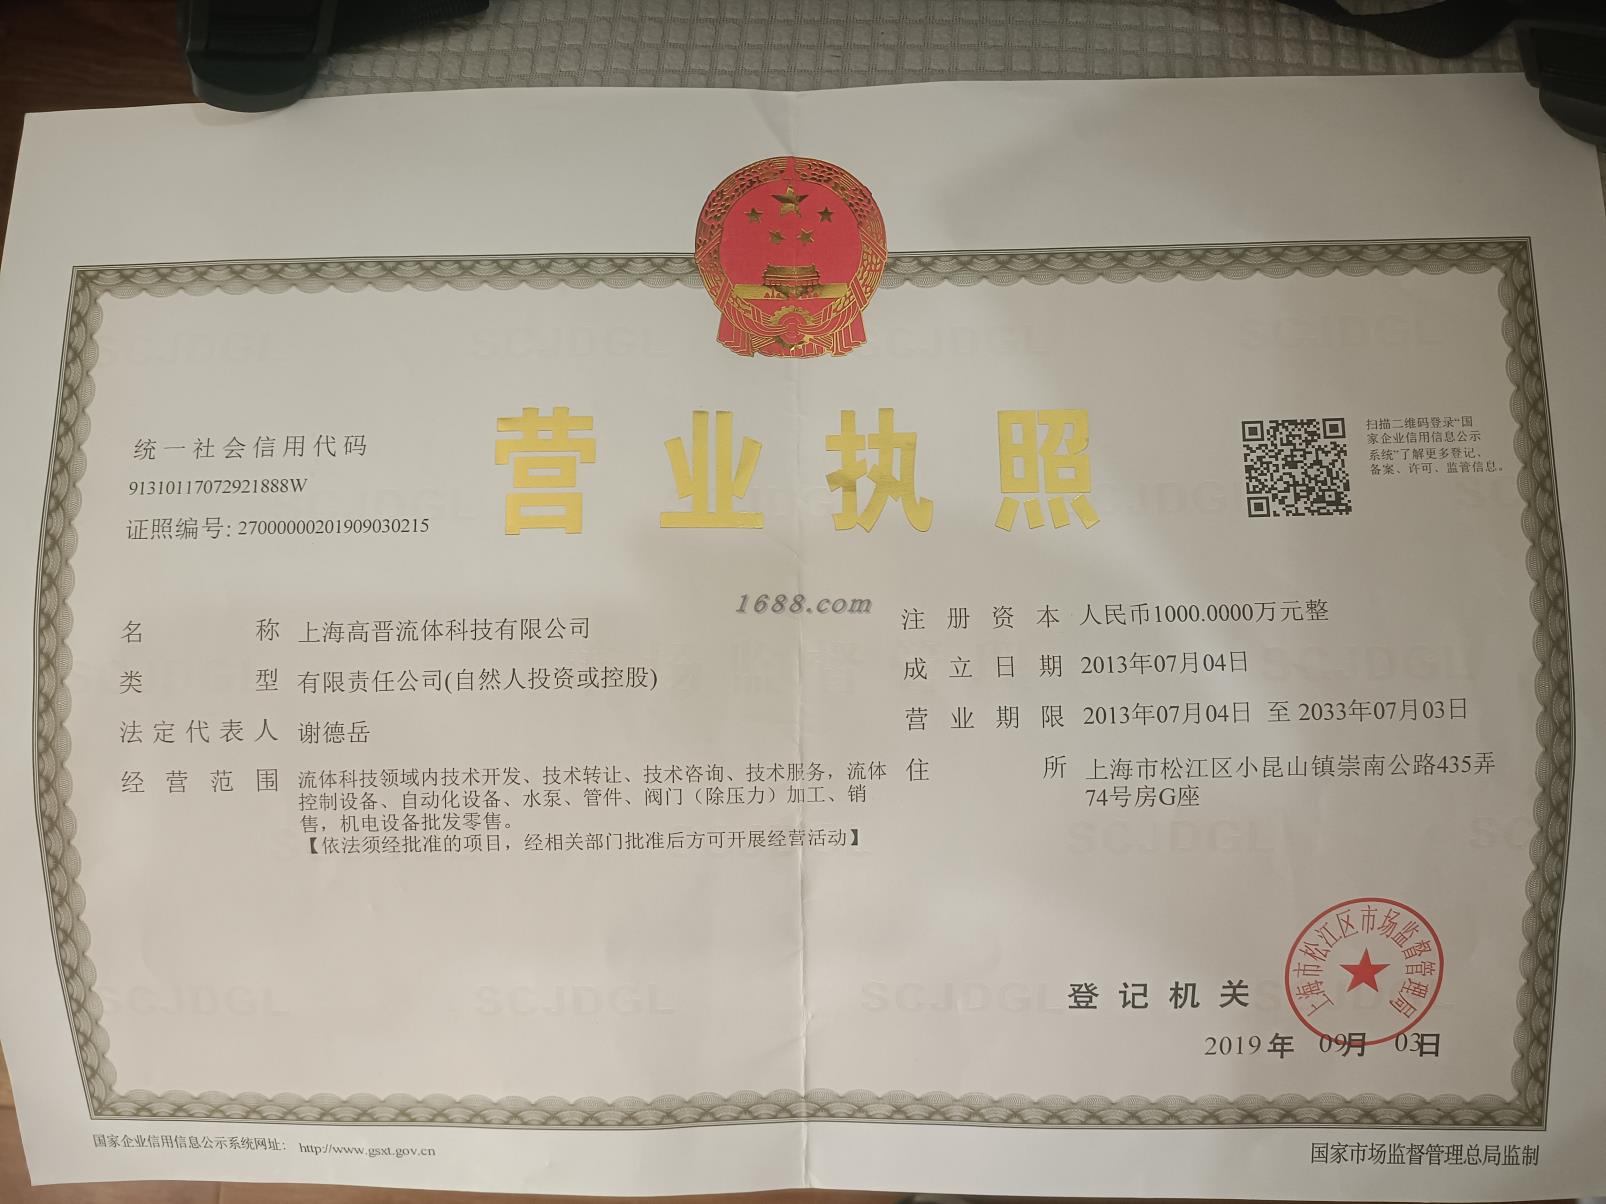 统一社会信用代码
91310117072921888W
证照编号: 27000000201909030215
营业执照
扫描二维码登录“国
家企业信用信息公示
系统”了解更多登记、
备案、许可、监管信息。
1688.com
名称 上海高晋流体科技有限公司
类型 有限责任公司(自然人投资或控股)
法定代表人 谢德岳
经营范围 流体科技领域内技术开发、技术转让、技术咨询、技术服务，流体
控制设备、自动化设备、水泵、管件、阀门（除压力）加工、销
售，机电设备批发零售。
【依法须经批准的项目，经相关部门批准后方可开展经营活动】
注册资本 人民币1000.0000万元整
成立日期 2013年07月04日
营业期限 2013年07月04日 至 2033年07月03日
住所 上海市松江区小昆山镇崇南公路435弄
74号房G座
登记机关
上海市松江区市场监督管理局
2019年 09月 03日
国家企业信用信息公示系统网址： http://www.gsxt.gov.cn
国家市场监督管理总局监制
SCJDGL